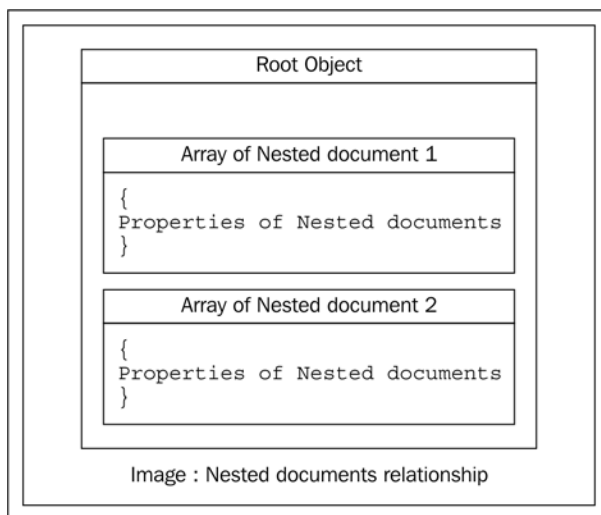 Root Object
Array of Nested document 1
{
Properties of Nested documents
}
Array of Nested document 2
{
Properties of Nested documents
}
Image : Nested documents relationship